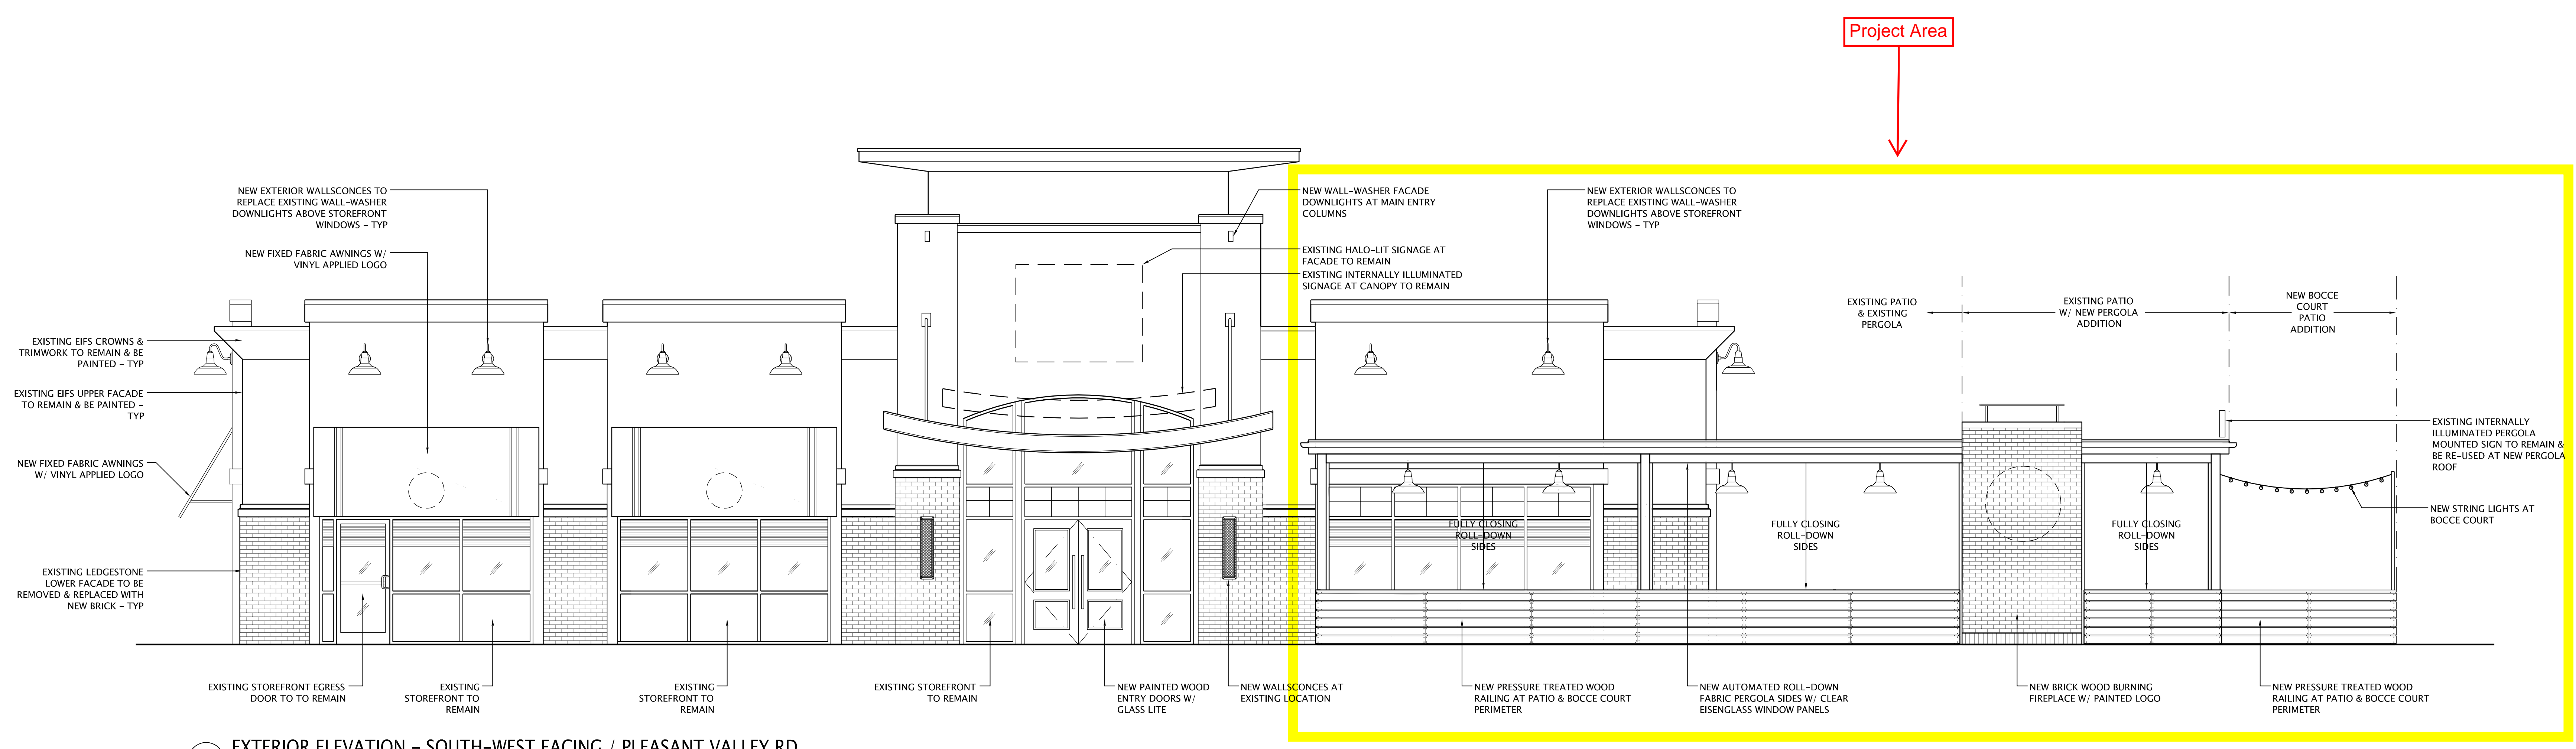 Project Area
NEW EXTERIOR WALLSCONCES TO
REPLACE EXISTING WALL-WASHER
DOWNLIGHTS ABOVE STOREFRONT
WINDOWS - TYP
NEW FIXED FABRIC AWNINGS W/
VINYL APPLIED LOGO
EXISTING EIFS CROWNS &
TRIMWORK TO REMAIN & BE
PAINTED - TYP
EXISTING EIFS UPPER FACADE
TO REMAIN & BE PAINTED -
TYP
NEW FIXED FABRIC AWNINGS
W/ VINYL APPLIED LOGO
EXISTING LEDGESTONE
LOWER FACADE TO BE
REMOVED & REPLACED WITH
NEW BRICK - TYP
NEW WALL-WASHER FACADE
DOWNLIGHTS AT MAIN ENTRY
COLUMNS
EXISTING HALO-LIT SIGNAGE AT
FACADE TO REMAIN
EXISTING INTERNALLY ILLUMINATED
SIGNAGE AT CANOPY TO REMAIN
NEW EXTERIOR WALLSCONCES TO
REPLACE EXISTING WALL-WASHER
DOWNLIGHTS ABOVE STOREFRONT
WINDOWS - TYP
EXISTING PATIO
& EXISTING
PERGOLA
EXISTING PATIO
W/ NEW PERGOLA
ADDITION
NEW BOCCE
COURT
PATIO
ADDITION
EXISTING INTERNALLY
ILLUMINATED PERGOLA
MOUNTED SIGN TO REMAIN &
BE RE-USED AT NEW PERGOLA
ROOF
NEW STRING LIGHTS AT
BOCCE COURT
FULLY CLOSING
ROLL-DOWN
SIDES
FULLY CLOSING
ROLL-DOWN
SIDES
FULLY CLOSING
ROLL-DOWN
SIDES
EXISTING STOREFRONT EGRESS
DOOR TO TO REMAIN
EXISTING
STOREFRONT TO
REMAIN
EXISTING
STOREFRONT TO
REMAIN
EXISTING STOREFRONT
TO REMAIN
NEW PAINTED WOOD
ENTRY DOORS W/
GLASS LITE
NEW WALLSCONCES AT
EXISTING LOCATION
NEW PRESSURE TREATED WOOD
RAILING AT PATIO & BOCCE COURT
PERIMETER
NEW AUTOMATED ROLL-DOWN
FABRIC PERGOLA SIDES W/ CLEAR
EISENGLASS WINDOW PANELS
NEW BRICK WOOD BURNING
FIREPLACE W/ PAINTED LOGO
NEW PRESSURE TREATED WOOD
RAILING AT PATIO & BOCCE COURT
PERIMETER
EXTERIOR ELEVATION - SOUTH-WEST FACING / PLEASANT VALLEY RD